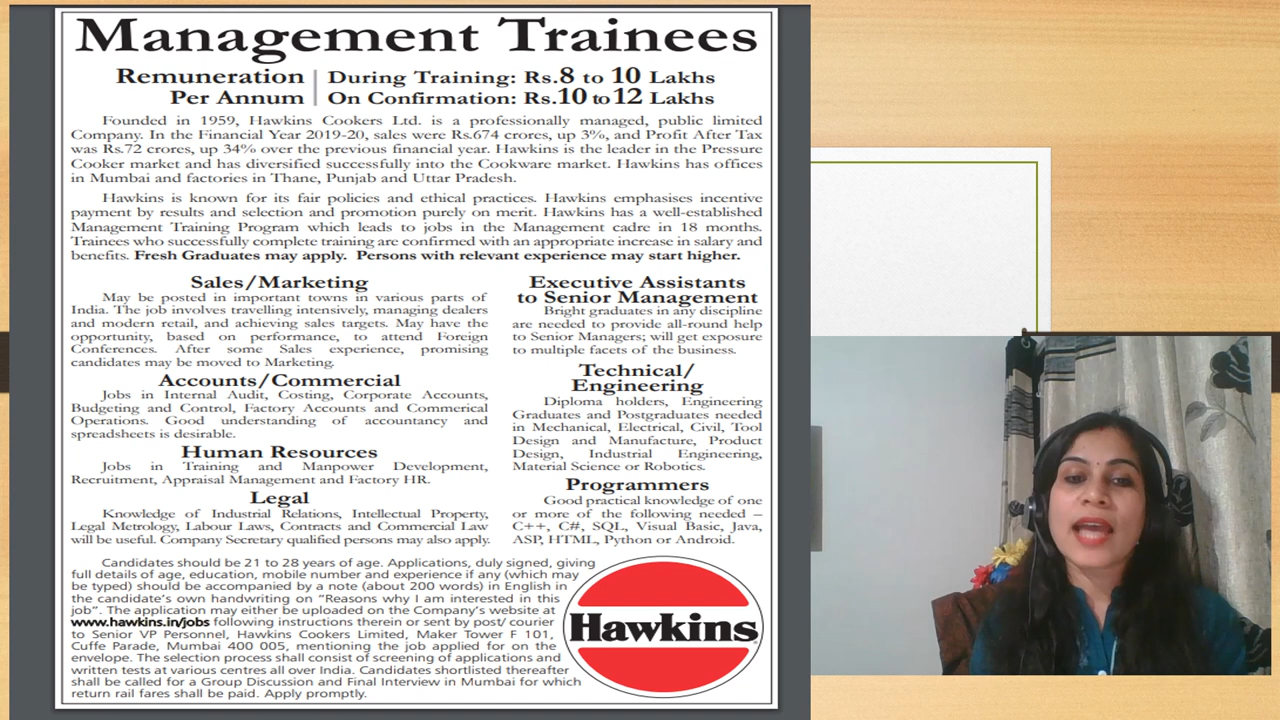 Management Trainees
Remuneration
Per Annum
During Training: Rs.8 to 10 Lakhs
On Confirmation: Rs.10 to 12 Lakhs
Founded in 1959, Hawkins Cookers Ltd. is a professionally managed, public limited
Company. In the Financial Year 2019-20, sales were Rs.674 crores, up 3%, and Profit After Tax
was Rs.72 crores, up 34% over the previous financial year. Hawkins is the leader in the Pressure
Cooker market and has diversified successfully into the Cookware market. Hawkins has offices
in Mumbai and factories in Thane, Punjab and Uttar Pradesh.
Hawkins is known for its fair policies and ethical practices. Hawkins emphasises incentive
payment by results and selection and promotion purely on merit. Hawkins has a well-established
Management Training Program which leads to jobs in the Management cadre in 18 months.
Trainees who successfully complete training are confirmed with an appropriate increase in salary and
benefits. Fresh Graduates may apply. Persons with relevant experience may start higher.
Sales/Marketing
May be posted in important towns in various parts of
India. The job involves travelling intensively, managing dealers
and modern retail, and achieving sales targets. May have the
opportunity, based on performance, to attend Foreign
Conferences. After some Sales experience, promising
candidates may be moved to Marketing.
Accounts/Commercial
Jobs in Internal Audit, Costing, Corporate Accounts,
Budgeting and Control, Factory Accounts and Commerical
Operations. Good understanding of accountancy and
spreadsheets is desirable.
Human Resources
Jobs in Training and Manpower Development,
Recruitment, Appraisal Management and Factory HR.
Legal
Knowledge of Industrial Relations, Intellectual Property,
Legal Metrology, Labour Laws, Contracts and Commercial Law
will be useful. Company Secretary qualified persons may also apply.
Executive Assistants
to Senior Management
Bright graduates in any discipline
are needed to provide all-round help
to Senior Managers; will get exposure
to multiple facets of the business.
Technical/
Engineering
Diploma holders, Engineering
Graduates and Postgraduates needed
in Mechanical, Electrical, Civil, Tool
Design and Manufacture, Product
Design, Industrial Engineering,
Material Science or Robotics.
Programmers
Good practical knowledge of one
or more of the following needed –
C++, C#, SQL, Visual Basic, Java,
ASP, HTML, Python or Android.
Candidates should be 21 to 28 years of age. Applications, duly signed, giving
full details of age, education, mobile number and experience if any (which may
be typed) should be accompanied by a note (about 200 words) in English in
the candidate's own handwriting on "Reasons why I am interested in this
job". The application may either be uploaded on the Company's website at
www.hawkins.in/jobs following instructions therein or sent by post/ courier
to Senior VP Personnel, Hawkins Cookers Limited, Maker Tower F 101,
Cuffe Parade, Mumbai 400 005, mentioning the job applied for on the
envelope. The selection process shall consist of screening of applications and
written tests at various centres all over India. Candidates shortlisted thereafter
shall be called for a Group Discussion and Final Interview in Mumbai for which
return rail fares shall be paid. Apply promptly.
Hawkins